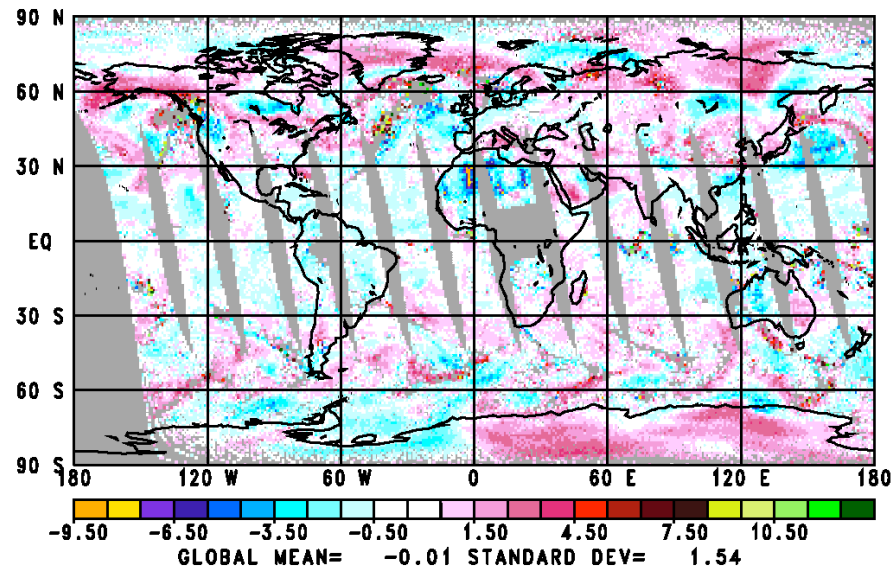 90 N
60 N
30 N
EQ
30 S
60 S
90 S
180 120 W 60 W 0 60 E 120 E 180
-9.50 -6.50 -3.50 -0.50 1.50 4.50 7.50 10.50
GLOBAL MEAN= -0.01 STANDARD DEV= 1.54